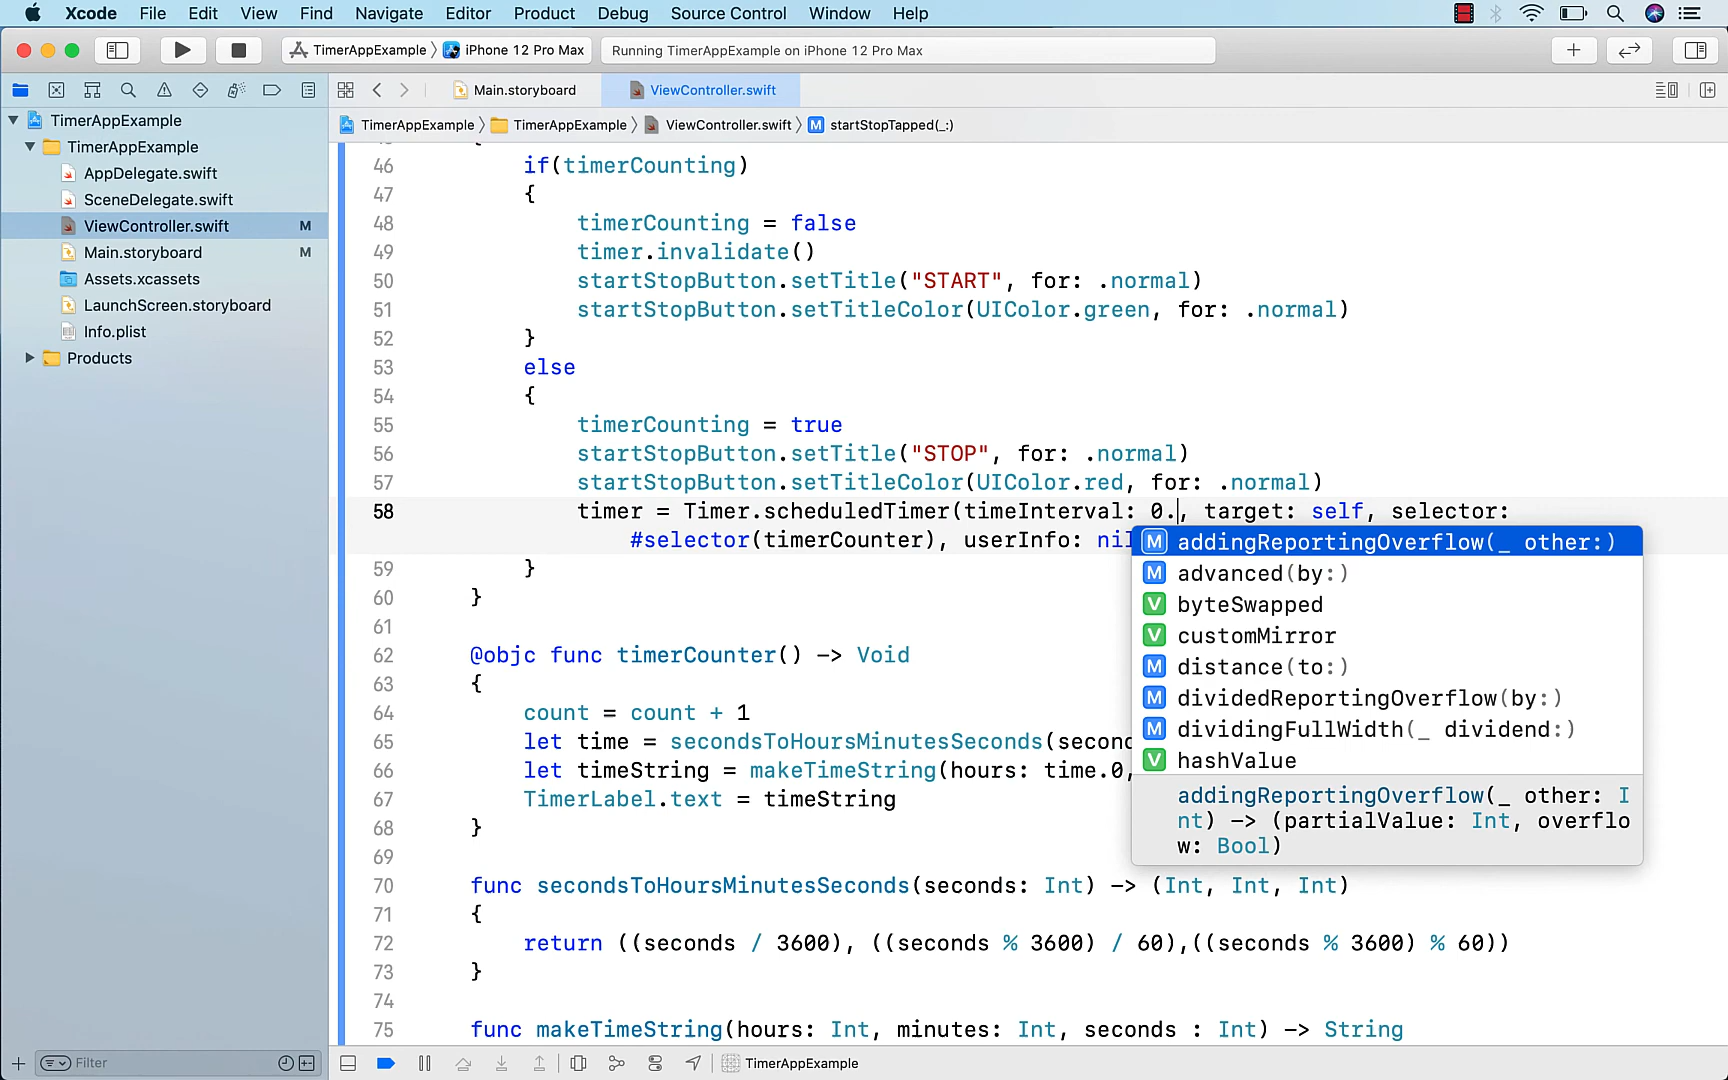 Xcode File Edit View Find Navigate Editor Product Debug Source Control Window Help
TimerAppExample iPhone 12 Pro Max Running TimerAppExample on iPhone 12 Pro Max
Main.storyboard ViewController.swift
TimerAppExample TimerAppExample ViewController.swift M startStopTapped(_:)
TimerAppExample
TimerAppExample
AppDelegate.swift
SceneDelegate.swift
ViewController.swift M
Main.storyboard M
Assets.xcassets
LaunchScreen.storyboard
Info.plist
Products
46 if(timerCounting)
47 {
48 timerCounting = false
49 timer.invalidate()
50 startStopButton.setTitle("START", for: .normal)
51 startStopButton.setTitleColor(UIColor.green, for: .normal)
52 }
53 else
54 {
55 timerCounting = true
56 startStopButton.setTitle("STOP", for: .normal)
57 startStopButton.setTitleColor(UIColor.red, for: .normal)
58 timer = Timer.scheduledTimer(timeInterval: 0., target: self, selector:
#selector(timerCounter), userInfo: nil
59 }
60 }
61
62 @objc func timerCounter() -> Void
63 {
64 count = count + 1
65 let time = secondsToHoursMinutesSeconds(secon
66 let timeString = makeTimeString(hours: time.0,
67 TimerLabel.text = timeString
68 }
69
70 func secondsToHoursMinutesSeconds(seconds: Int) -> (Int, Int, Int)
71 {
72 return ((seconds / 3600), ((seconds % 3600) / 60),((seconds % 3600) % 60))
73 }
74
75 func makeTimeString(hours: Int, minutes: Int, seconds : Int) -> String
M addingReportingOverflow(_ other:)
M advanced(by:)
V byteSwapped
V customMirror
M distance(to:)
M dividedReportingOverflow(by:)
M dividingFullWidth(_ dividend:)
V hashValue
addingReportingOverflow(_ other: I
nt) -> (partialValue: Int, overflo
w: Bool)
Filter
TimerAppExample